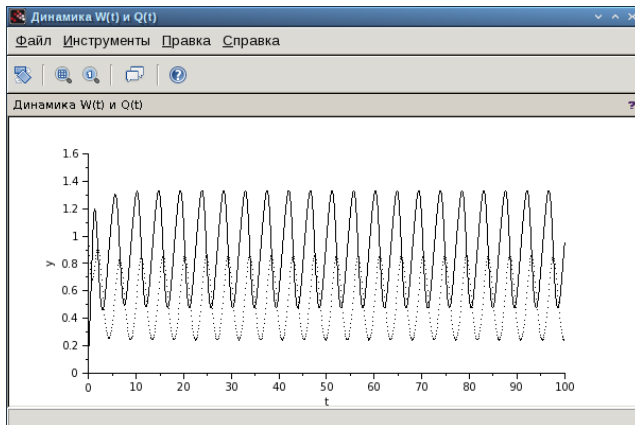 Динамика W(t) и Q(t)
Файл Инструменты Правка Справка
Динамика W(t) и Q(t) ?
1.6
1.4
1.2
1
0.8
0.6
0.4
0.2
0
y
0 10 20 30 40 50 60 70 80 90 100
t